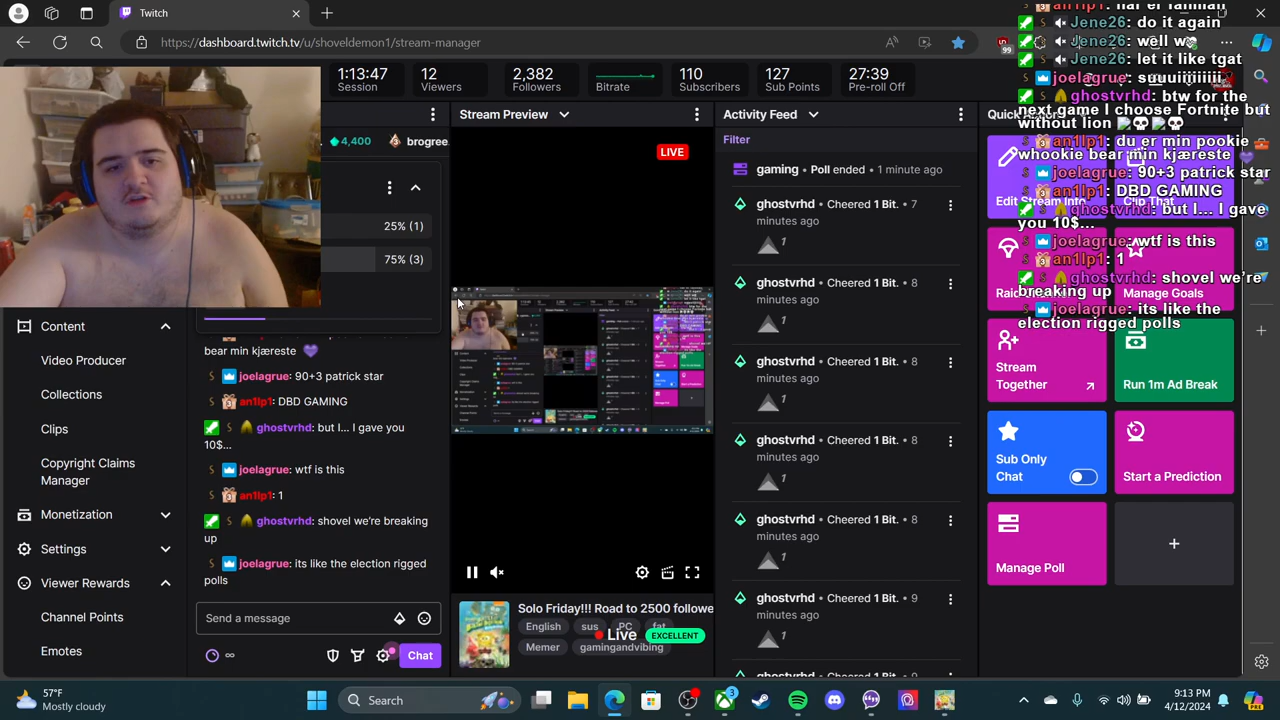 Twitch
https://dashboard.twitch.tv/u/shoveldemon1/stream-manager
99
1:13:47
Session
12
Viewers
2,382
Followers
Bitrate
110
Subscribers
127
Sub Points
27:39
Pre-roll Off
4,400
brogree...
25% (1)
75% (3)
Content
Video Producer
Collections
Clips
Copyright Claims
Manager
Monetization
Settings
Viewer Rewards
Channel Points
Emotes
bear min kjæreste
joelagrue: 90+3 patrick star
an1lp1: DBD GAMING
ghostvrhd: but I... I gave you
10$...
joelagrue: wtf is this
an1lp1: 1
ghostvrhd: shovel we're breaking
up
joelagrue: its like the election rigged
polls
Send a message
Chat
Stream Preview
LIVE
Solo Friday!!! Road to 2500 followe
English
sus
PC
fat
Memer
gamingandvibing
Live
EXCELLENT
Activity Feed
Filter
gaming • Poll ended • 1 minute ago
ghostvrhd • Cheered 1 Bit. • 7
minutes ago
1
ghostvrhd • Cheered 1 Bit. • 8
minutes ago
1
ghostvrhd • Cheered 1 Bit. • 8
minutes ago
1
ghostvrhd • Cheered 1 Bit. • 8
minutes ago
1
ghostvrhd • Cheered 1 Bit. • 8
minutes ago
1
ghostvrhd • Cheered 1 Bit. • 9
minutes ago
1
Edit Stream Info
Clip That
Manage Goals
Stream
Together
Run 1m Ad Break
Sub Only
Chat
Start a Prediction
Manage Poll
Jene26: do it again
Jene26: well w
Jene26: let it like tgat
ghostvrhd: btw for the
next game I choose Fortnite but
without lion
an1lp1: du er min pookie
whookie bear min kjæreste
joelagrue: 90+3 patrick star
an1lp1: DBD GAMING
ghostvrhd: but I... I gave
you 10$...
joelagrue: wtf is this
an1lp1: 1
ghostvrhd: shovel we're
breaking up
joelagrue: its like the
election rigged polls
57°F
Mostly cloudy
Search
3
9:13 PM
4/12/2024